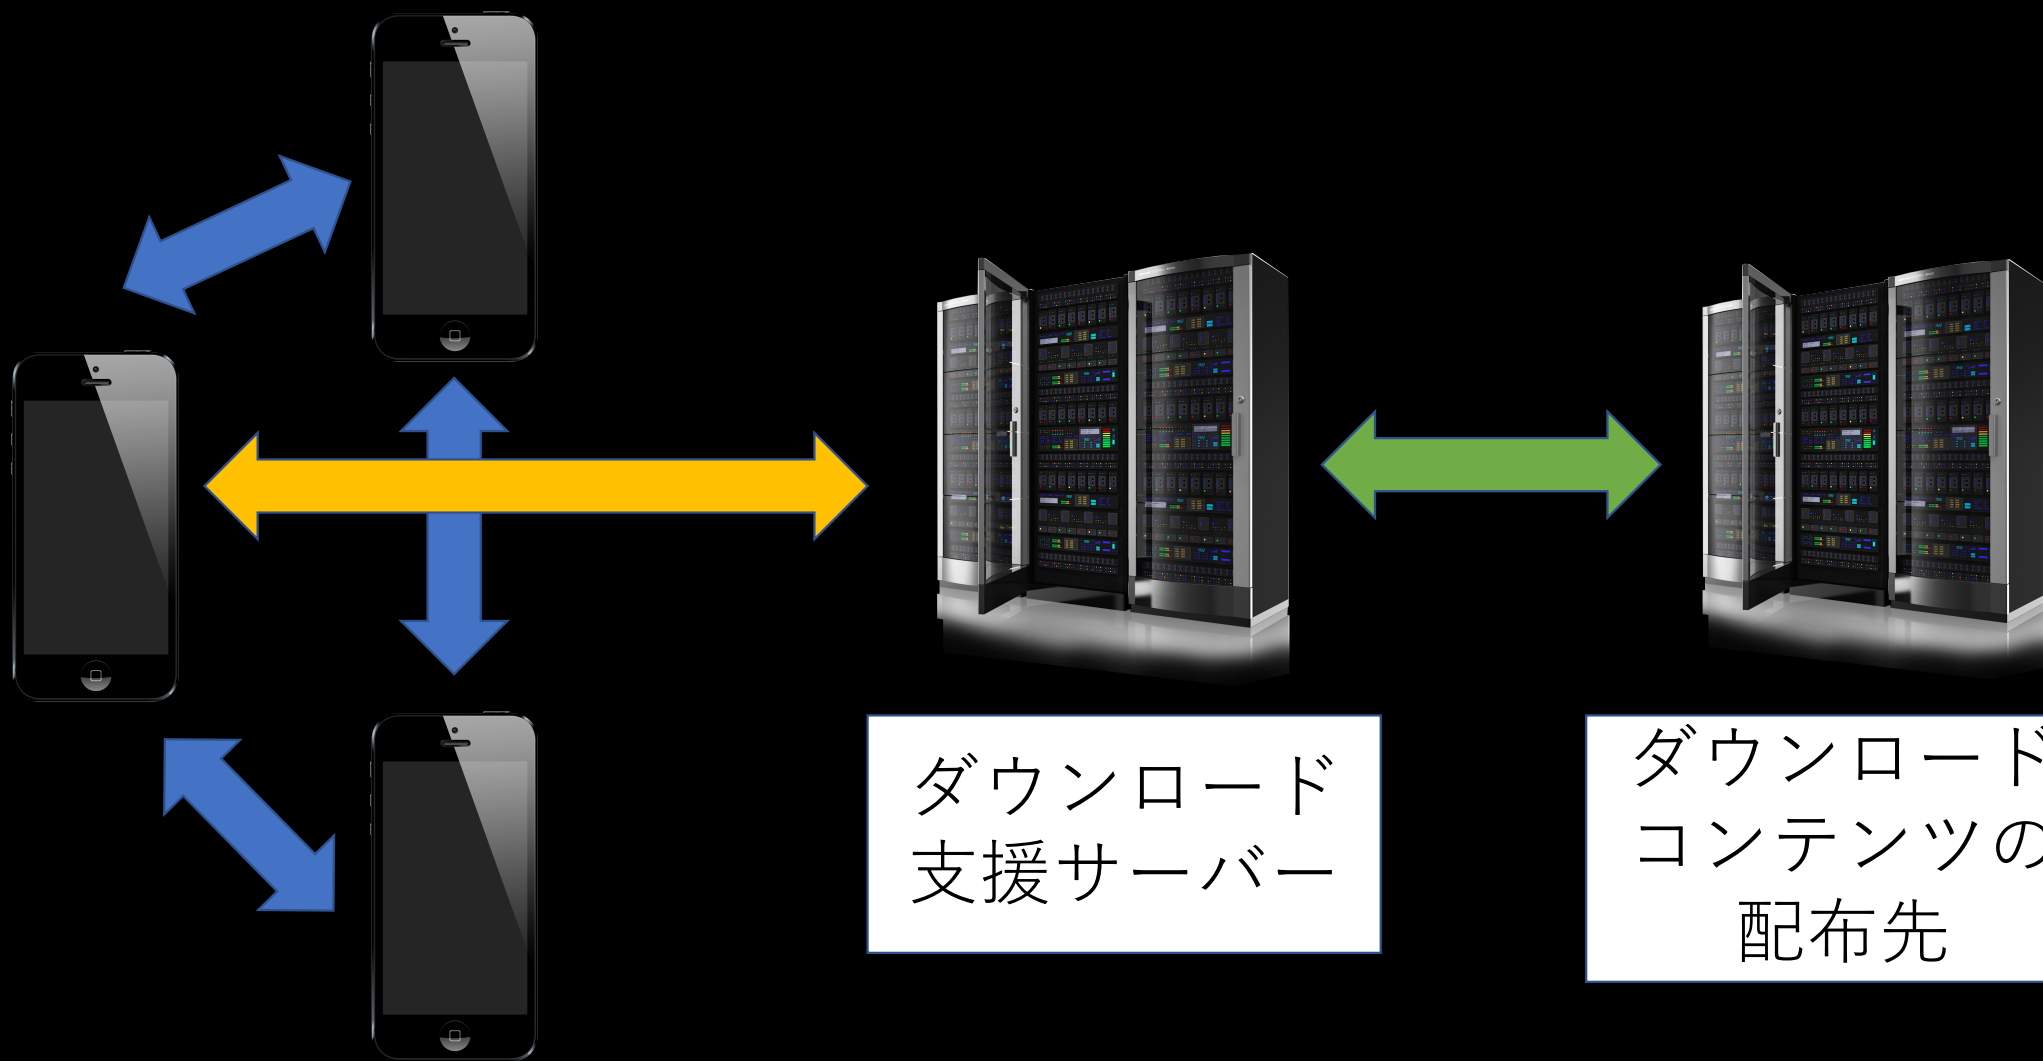 ダウンロード
支援サーバー
ダウンロード
コンテンツの
配布先